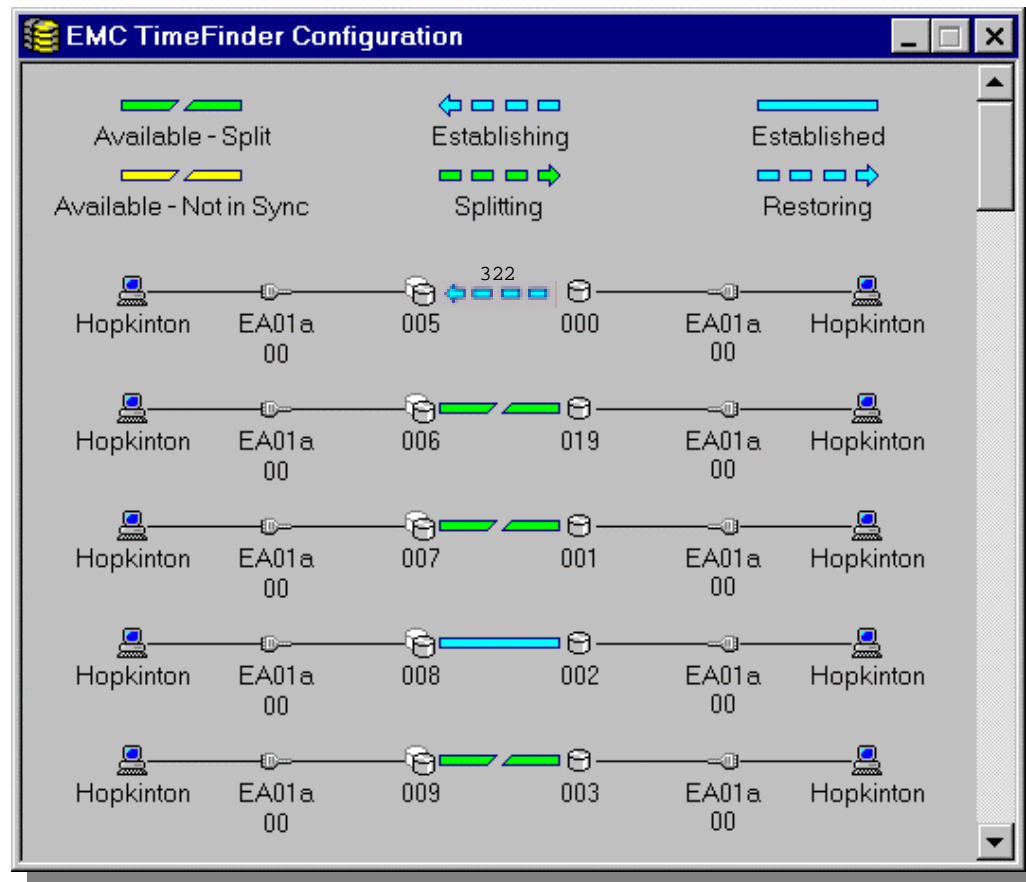 EMC TimeFinder Configuration
Available - Split Establishing Established
Available - Not in Sync Splitting Restoring
322
Hopkinton EA01a 005 000 EA01a Hopkinton
00 00
Hopkinton EA01a 006 019 EA01a Hopkinton
00 00
Hopkinton EA01a 007 001 EA01a Hopkinton
00 00
Hopkinton EA01a 008 002 EA01a Hopkinton
00 00
Hopkinton EA01a 009 003 EA01a Hopkinton
00 00